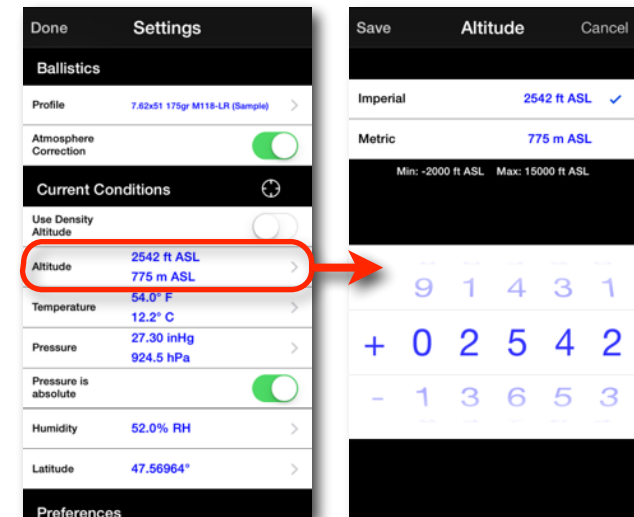 Done Settings
Ballistics
Profile 7.62x51 175gr M118-LR (Sample)
Atmosphere
Correction
Current Conditions
Use Density
Altitude
Altitude 2542 ft ASL
775 m ASL
Temperature 54.0° F
12.2° C
Pressure 27.30 inHg
924.5 hPa
Pressure is
absolute
Humidity 52.0% RH
Latitude 47.56964°
Preferences
Save Altitude Cancel
Imperial 2542 ft ASL ✓
Metric 775 m ASL
Min: -2000 ft ASL Max: 15000 ft ASL
9 1 4 3 1
+ 0 2 5 4 2
- 1 3 6 5 3